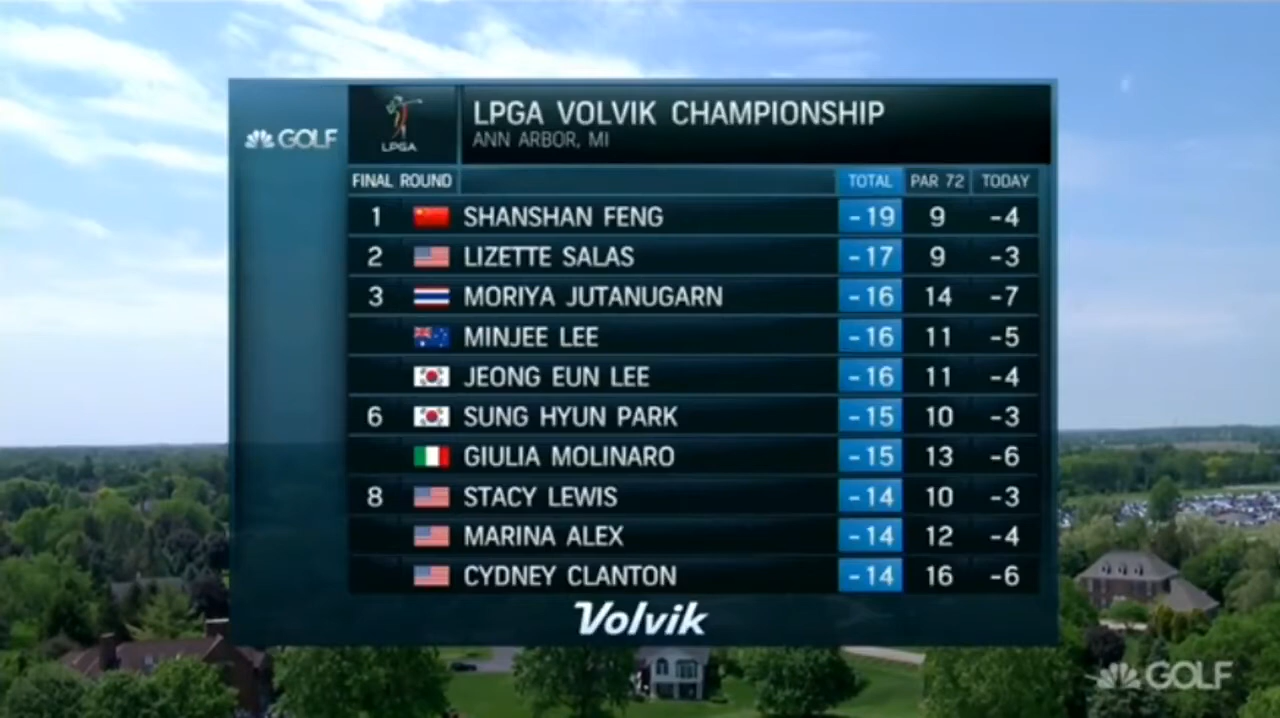 GOLF
LPGA
LPGA VOLVIK CHAMPIONSHIP
ANN ARBOR, MI
FINAL ROUND TOTAL PAR 72 TODAY
1 SHANSHAN FENG -19 9 -4
2 LIZETTE SALAS -17 9 -3
3 MORIYA JUTANUGARN -16 14 -7
MINJEE LEE -16 11 -5
JEONG EUN LEE -16 11 -4
6 SUNG HYUN PARK -15 10 -3
GIULIA MOLINARO -15 13 -6
8 STACY LEWIS -14 10 -3
MARINA ALEX -14 12 -4
CYDNEY CLANTON -14 16 -6
Volvik
GOLF